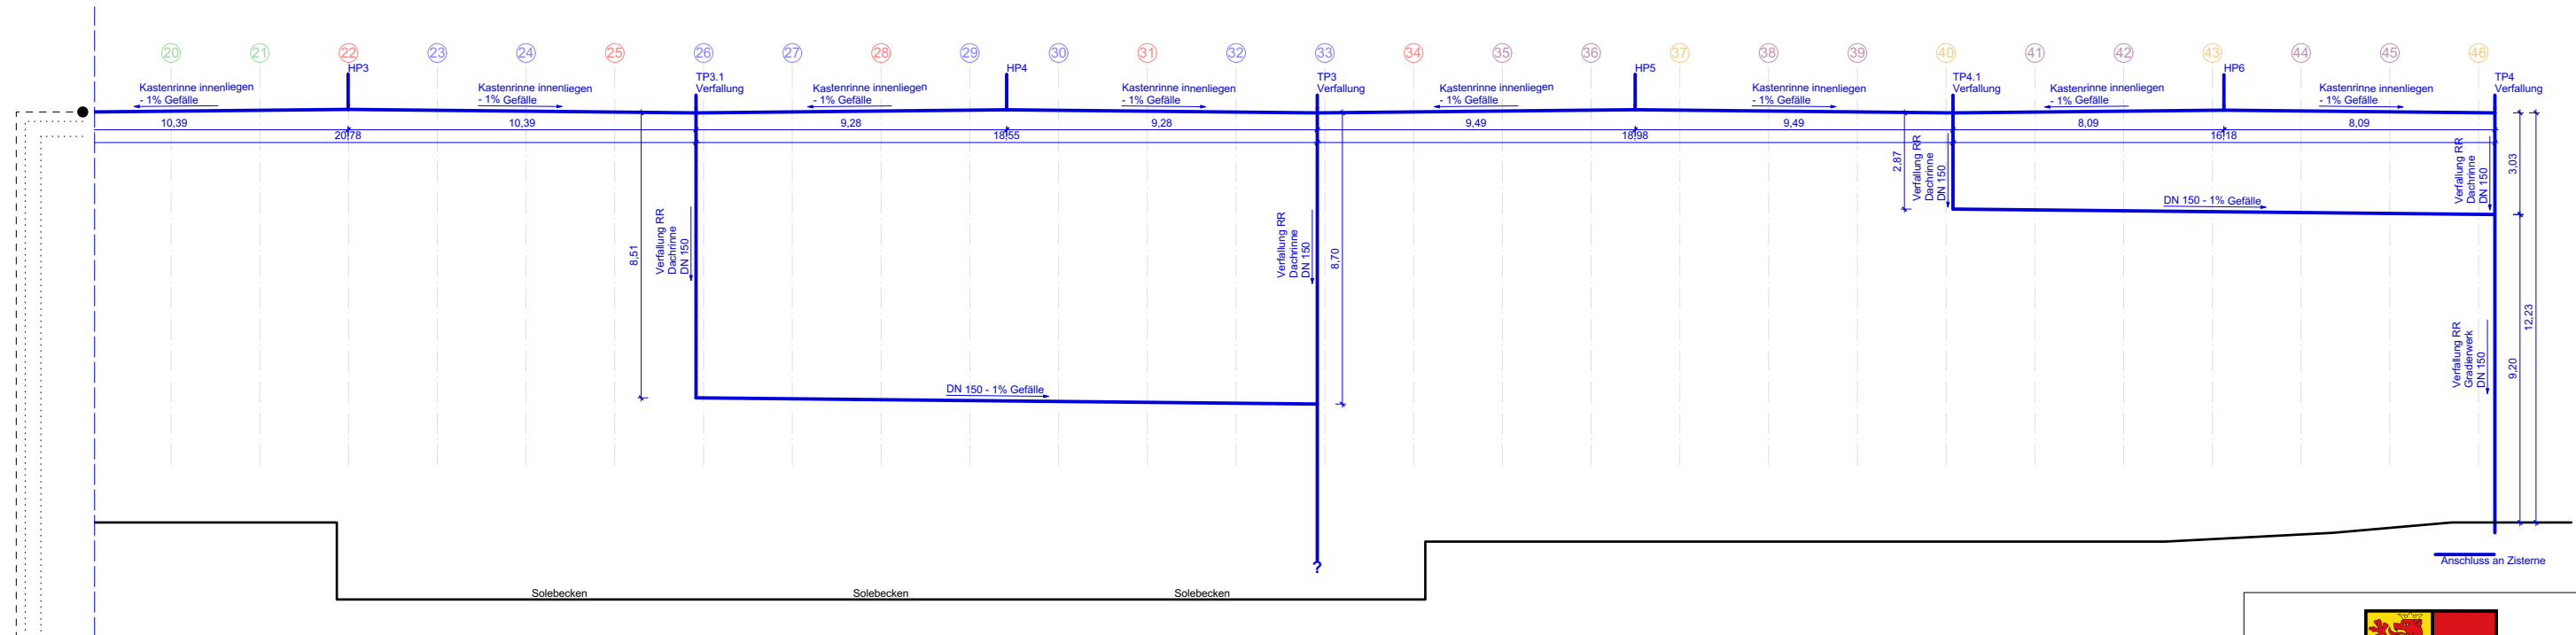 20 21 22 23 24 25 26 27 28 29 30 31 32 33 34 35 36 37 38 39 40 41 42 43 44 45 46
HP3
HP4
HP5
HP6
TP3.1
Verfallung
TP3
Verfallung
TP4.1
Verfallung
TP4
Verfallung
Kastenrinne innenliegen
- 1% Gefälle
Kastenrinne innenliegen
- 1% Gefälle
Kastenrinne innenliegen
- 1% Gefälle
Kastenrinne innenliegen
- 1% Gefälle
Kastenrinne innenliegen
- 1% Gefälle
Kastenrinne innenliegen
- 1% Gefälle
Kastenrinne innenliegen
- 1% Gefälle
Kastenrinne innenliegen
- 1% Gefälle
10,39 10,39 9,28 9,28 9,49 9,49 8,09 8,09
20,78 18,55 18,98 16,18
8,51
Verfallung RR
Dachrinne
DN 150
Verfallung RR
Dachrinne
DN 150
8,70
2,87
Verfallung RR
Dachrinne
DN 150
Verfallung RR
Dachrinne
DN 150
3,03
DN 150 - 1% Gefälle
12,23
Verfallung RR
Gradierwerk
DN 150
9,20
DN 150 - 1% Gefälle
?
Anschluss an Zisterne
Solebecken Solebecken Solebecken